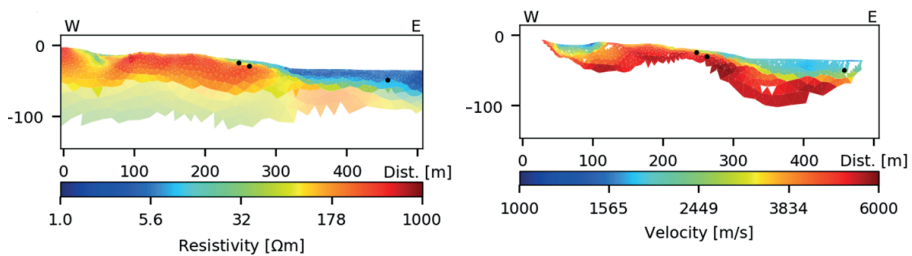 W E
0
-100
0 100 200 300 400 Dist. [m]
1.0 5.6 32 178 1000
Resistivity [Ωm]
W E
0
-100
100 200 300 400 Dist. [m]
1000 1565 2449 3834 6000
Velocity [m/s]